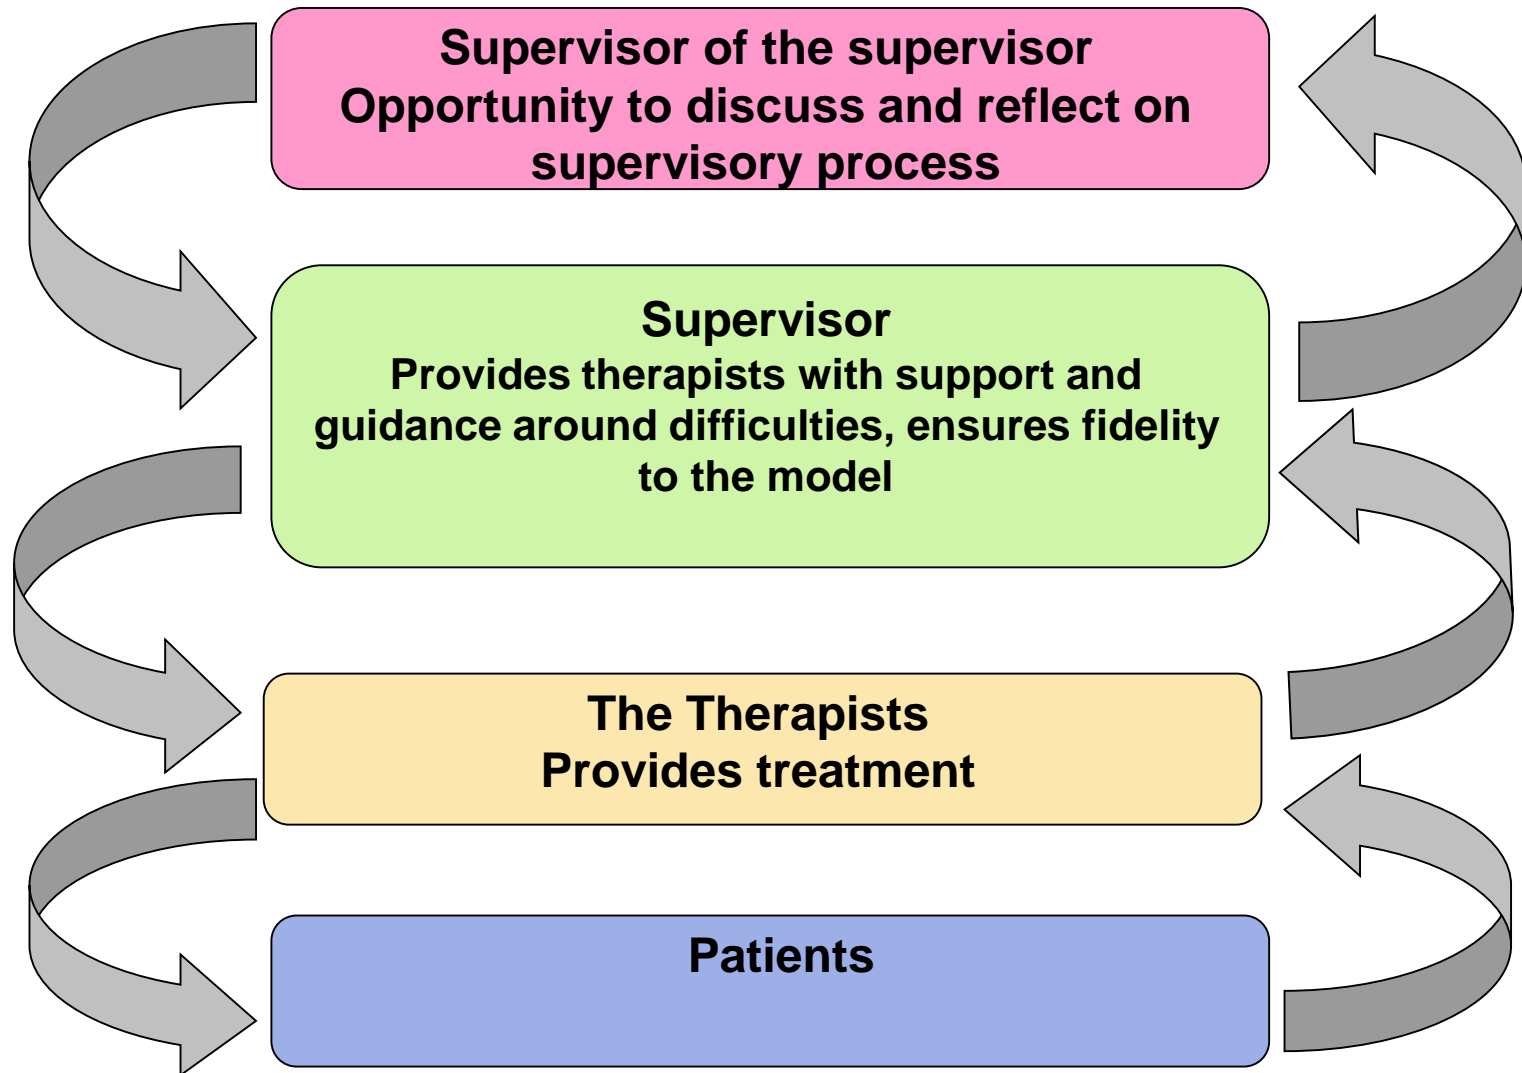 Supervisor of the supervisor
Opportunity to discuss and reflect on
supervisory process
Supervisor
Provides therapists with support and
guidance around difficulties, ensures fidelity
to the model
The Therapists
Provides treatment
Patients